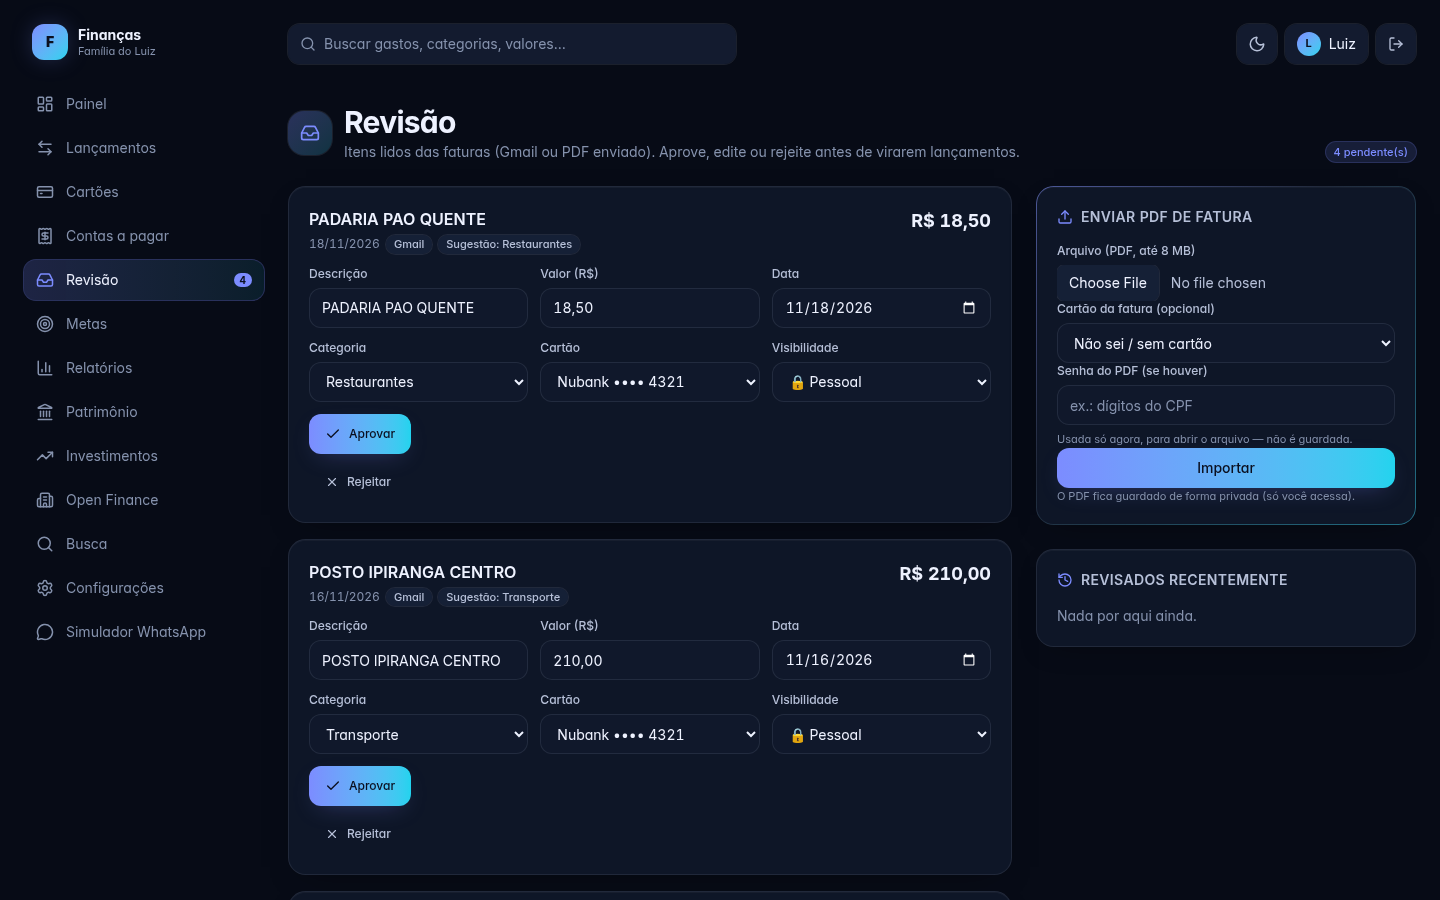 F
Finanças
Família do Luiz
Buscar gastos, categorias, valores...
L
Luiz
Painel
Lançamentos
Cartões
Contas a pagar
Revisão
4
Metas
Relatórios
Patrimônio
Investimentos
Open Finance
Busca
Configurações
Simulador WhatsApp
Revisão
Itens lidos das faturas (Gmail ou PDF enviado). Aprove, edite ou rejeite antes de virarem lançamentos.
4 pendente(s)
PADARIA PAO QUENTE
R$ 18,50
18/11/2026 Gmail Sugestão: Restaurantes
Descrição Valor (R$) Data
PADARIA PAO QUENTE 18,50 11/18/2026
Categoria Cartão Visibilidade
Restaurantes Nubank •••• 4321 🔒 Pessoal
Aprovar
Rejeitar
POSTO IPIRANGA CENTRO
R$ 210,00
16/11/2026 Gmail Sugestão: Transporte
Descrição Valor (R$) Data
POSTO IPIRANGA CENTRO 210,00 11/16/2026
Categoria Cartão Visibilidade
Transporte Nubank •••• 4321 🔒 Pessoal
Aprovar
Rejeitar
ENVIAR PDF DE FATURA
Arquivo (PDF, até 8 MB)
Choose File No file chosen
Cartão da fatura (opcional)
Não sei / sem cartão
Senha do PDF (se houver)
ex.: dígitos do CPF
Usada só agora, para abrir o arquivo — não é guardada.
Importar
O PDF fica guardado de forma privada (só você acessa).
REVISADOS RECENTEMENTE
Nada por aqui ainda.